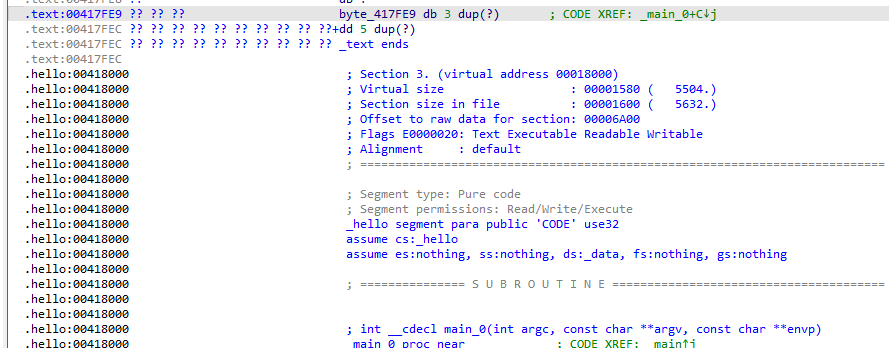 .text:00417FE9 ?? ?? ?? byte_417FE9 db 3 dup(?) ; CODE XREF: _main_0+C↓j
.text:00417FEC ?? ?? ?? ?? ?? ?? ?? ?? ?? ??+dd 5 dup(?)
.text:00417FEC ?? ?? ?? ?? ?? ?? ?? ?? ?? ?? _text ends
.text:00417FEC
.hello:00418000 ; Section 3. (virtual address 00018000)
.hello:00418000 ; Virtual size : 00001580 ( 5504.)
.hello:00418000 ; Section size in file : 00001600 ( 5632.)
.hello:00418000 ; Offset to raw data for section: 00006A00
.hello:00418000 ; Flags E0000020: Text Executable Readable Writable
.hello:00418000 ; Alignment : default
.hello:00418000 ; ===========================================================================
.hello:00418000
.hello:00418000 ; Segment type: Pure code
.hello:00418000 ; Segment permissions: Read/Write/Execute
.hello:00418000 _hello segment para public 'CODE' use32
.hello:00418000 assume cs:_hello
.hello:00418000 assume es:nothing, ss:nothing, ds:_data, fs:nothing, gs:nothing
.hello:00418000
.hello:00418000 ; =============== S U B R O U T I N E =======================================
.hello:00418000
.hello:00418000
.hello:00418000 ; int __cdecl main_0(int argc, const char **argv, const char **envp)
.hello:00418000 _main_0 proc near ; CODE XREF: _main↑j